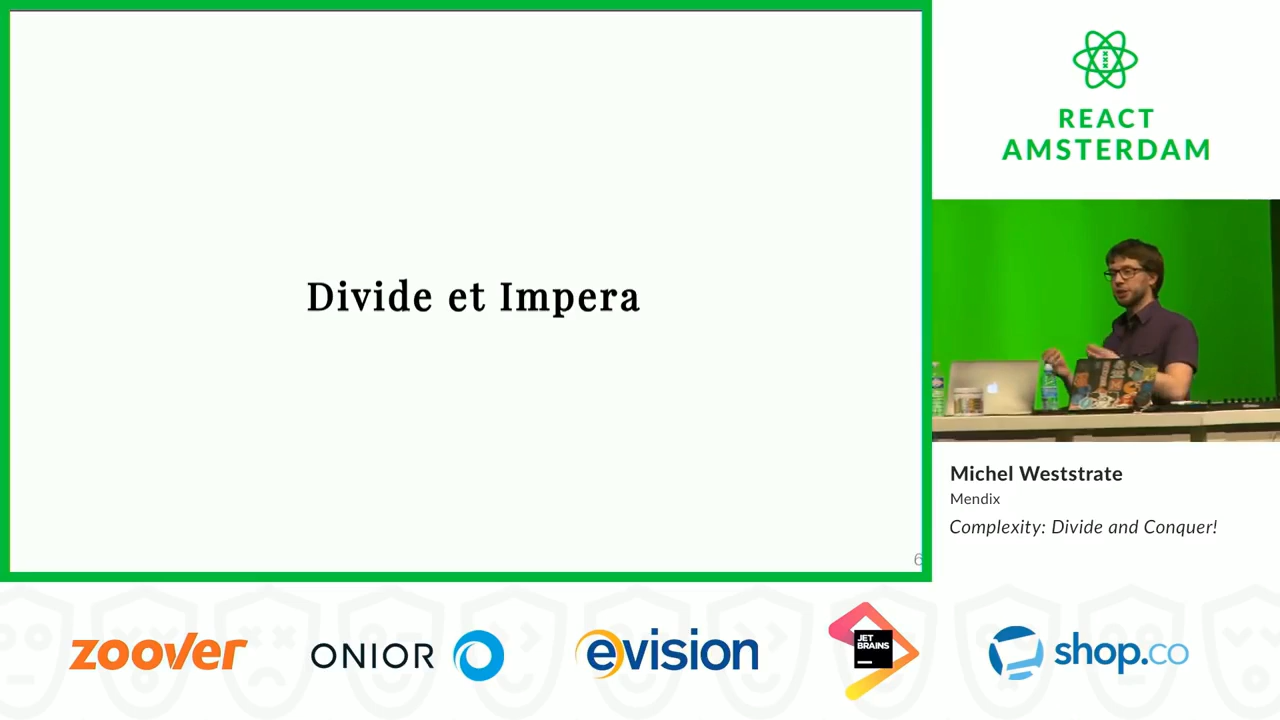 Divide et Impera
6
REACT
AMSTERDAM
Michel Weststrate
Mendix
Complexity: Divide and Conquer!
zoover
ONIOR
evision
JET
BRAINS
shop.co